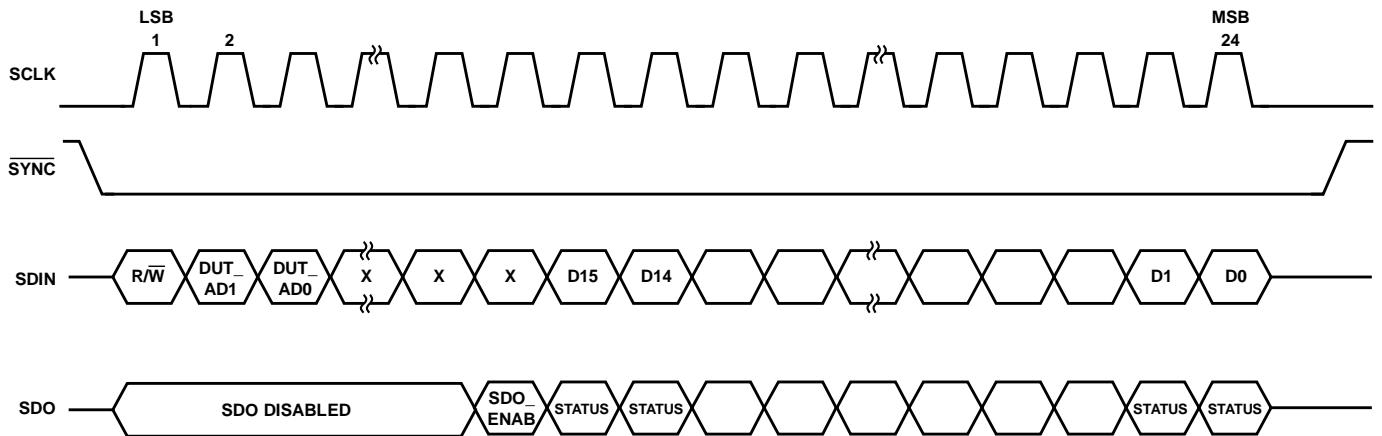 LSB
MSB
1
2
24
SCLK
SYNC
SDIN
R/W
DUT_
AD1
DUT_
AD0
X
X
X
D15
D14
D1
D0
SDO
SDO DISABLED
SDO_
ENAB
STATUS
STATUS
STATUS
STATUS